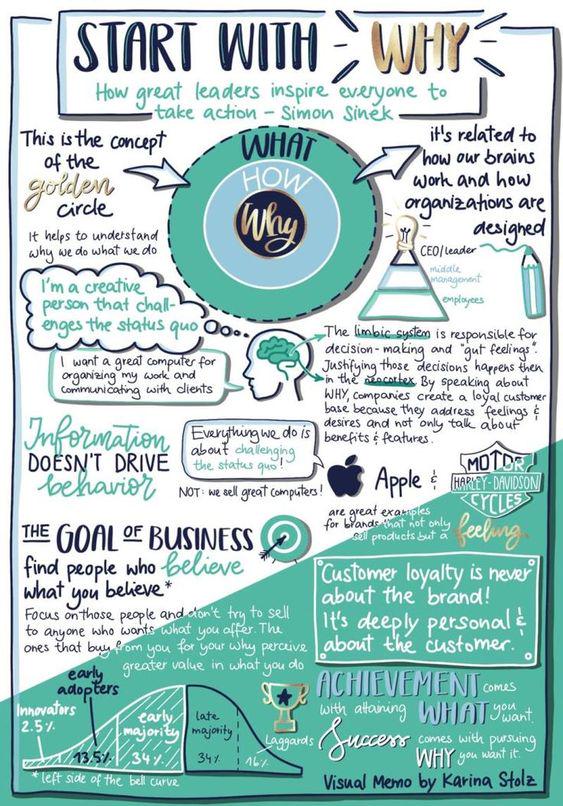 START WITH WHY
How great leaders inspire everyone to
take action - Simon Sinek
This is the concept
of the
golden
circle
It helps to understand
why we do what we do
WHAT
HOW
Why
it's related to
how our brains
work and how
organizations are
designed
CEO/leader
middle
management
employees
I'm a creative
person that chall-
enges the status quo
I want a great computer for
organizing my work and
communicating with clients
The limbic system is responsible for
decision-making and "gut feelings".
Justifying those decisions happens then
in the neocortex. By speaking about
WHY, companies create a loyal customer
base because they address feelings &
desires and not only talk about
benefits & features.
Information
DOESN'T DRIVE
behavior
Everything we do is
about challenging
the status quo!
NOT: we sell great computers!
Apple &
MOTOR
HARLEY-DAVIDSON
CYCLES
are great examples
for brands that not only
sell products but a
feeling.
THE GOAL OF BUSINESS
find people who believe
what you believe*
Focus on those people and don't try to sell
to anyone who wants what you offer. The
ones that buy from you for your why perceive
greater value in what you do
Customer loyalty is never
about the brand!
It's deeply personal &
about the customer.
Innovators
2.5%
early
adopters
13.5%
early
majority
34%
late
majority
34%
Laggards
16%
* left side of the bell curve
ACHIEVEMENT comes
with attaining WHAT you
want.
Success comes with pursuing
WHY you want it.
Visual Memo by Karina Stolz